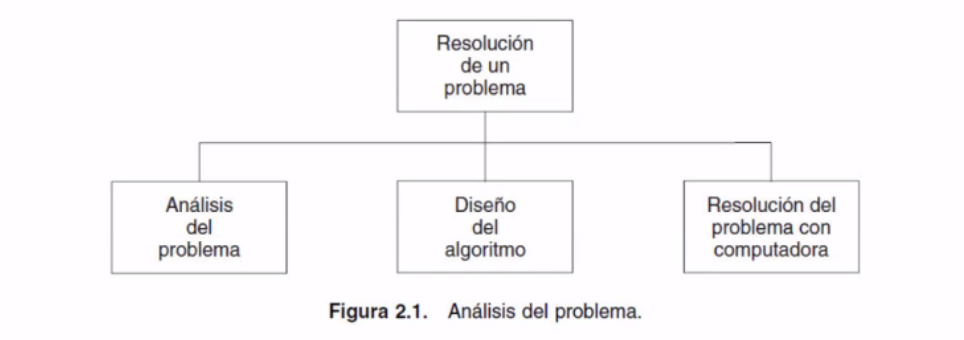 Resolución
de un
problema
Análisis
del
problema
Diseño
del
algoritmo
Resolución del
problema con
computadora
Figura 2.1. Análisis del problema.